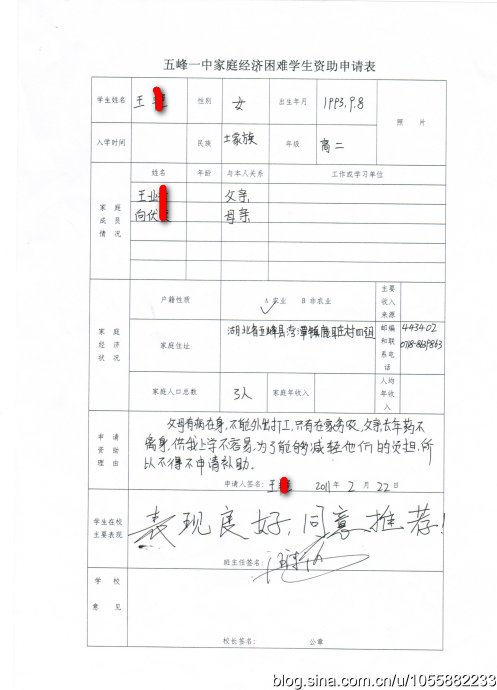 五峰一中家庭经济困难学生资助申请表
学生姓名 王 性别 女 出生年月 1993.9.8 照 片
入学时间 民族 土家族 年级 高二
家庭成员情况 姓名 年龄 与本人关系 工作或学习单位
王业 父亲
向伏 母亲
家庭经济状况 户籍性质 A 农业 B 非农业 主要收入来源
家庭住址 湖北省五峰县湾潭镇 村四组 邮编和联系电话 443402
家庭人口总数 3人 家庭年收入 人均年收入
申请资助理由 父母有病在身,不能外出打工,只有在家务农,父亲去年药不
离身,供我上学不容易,为了能够减轻他们的负担,所
以不得不申请补助。
申请人签名: 王 2011 年 2 月 22 日
学生在校主要表现 表现良好,同意推荐!
班主任签名:
学校意见
校长签名: 公章
blog.sina.com.cn/u/1055882233